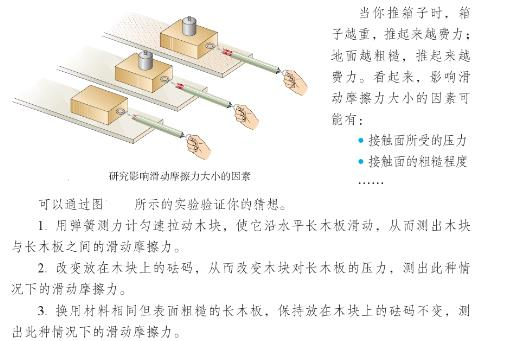 当你推箱子时，箱
子越重，推起来越费力；
地面越粗糙，推起来越
费力。看起来，影响滑
动摩擦力大小的因素可
能有：
• 接触面所受的压力
• 接触面的粗糙程度
……
研究影响滑动摩擦力大小的因素
可以通过图 所示的实验验证你的猜想。
1. 用弹簧测力计匀速拉动木块，使它沿水平长木板滑动，从而测出木块
与长木板之间的滑动摩擦力。
2. 改变放在木块上的砝码，从而改变木块对长木板的压力，测出此种情
况下的滑动摩擦力。
3. 换用材料相同但表面粗糙的长木板，保持放在木块上的砝码不变，测
出此种情况下的滑动摩擦力。